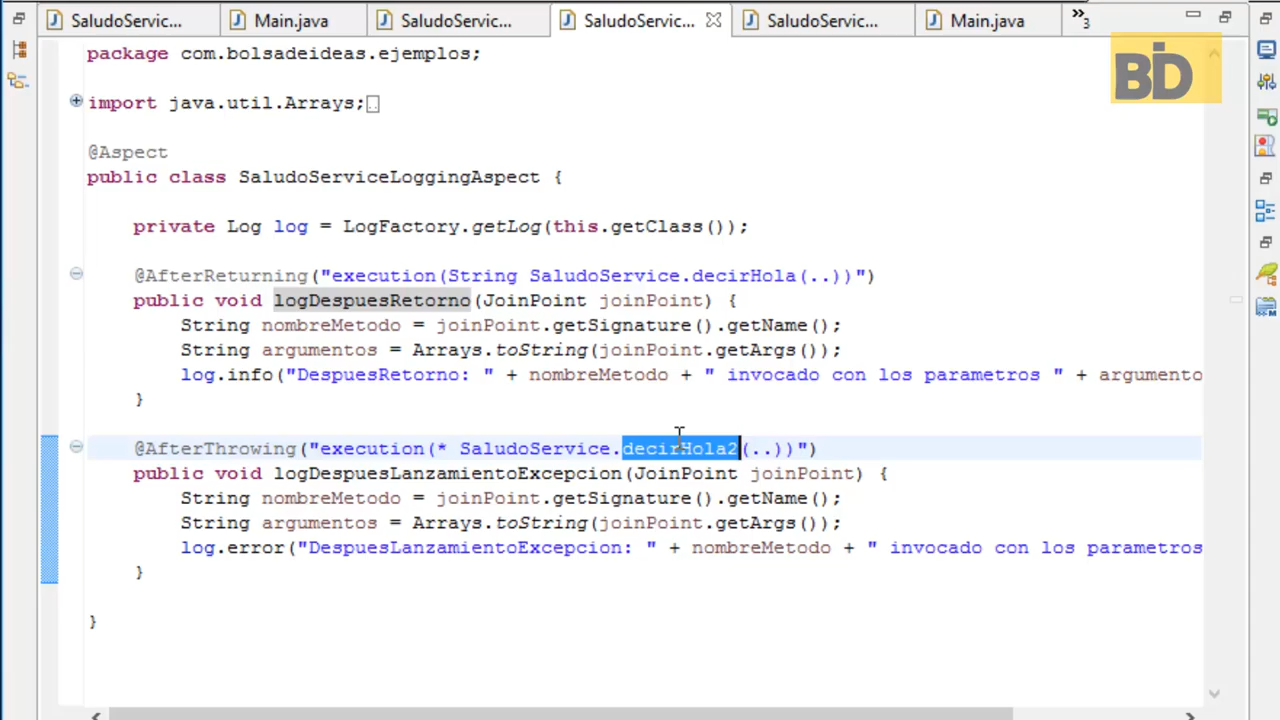 SaludoServic... Main.java SaludoServic... SaludoServic... SaludoServic... Main.java »3
BID
package com.bolsadeideas.ejemplos;
import java.util.Arrays;
@Aspect
public class SaludoServiceLoggingAspect {
private Log log = LogFactory.getLog(this.getClass());
@AfterReturning("execution(String SaludoService.decirHola(..))")
public void logDespuesRetorno(JoinPoint joinPoint) {
String nombreMetodo = joinPoint.getSignature().getName();
String argumentos = Arrays.toString(joinPoint.getArgs());
log.info("DespuesRetorno: " + nombreMetodo + " invocado con los parametros " + argumento
}
@AfterThrowing("execution(* SaludoService.decirHola2(..))")
public void logDespuesLanzamientoExcepcion(JoinPoint joinPoint) {
String nombreMetodo = joinPoint.getSignature().getName();
String argumentos = Arrays.toString(joinPoint.getArgs());
log.error("DespuesLanzamientoExcepcion: " + nombreMetodo + " invocado con los parametros
}
}